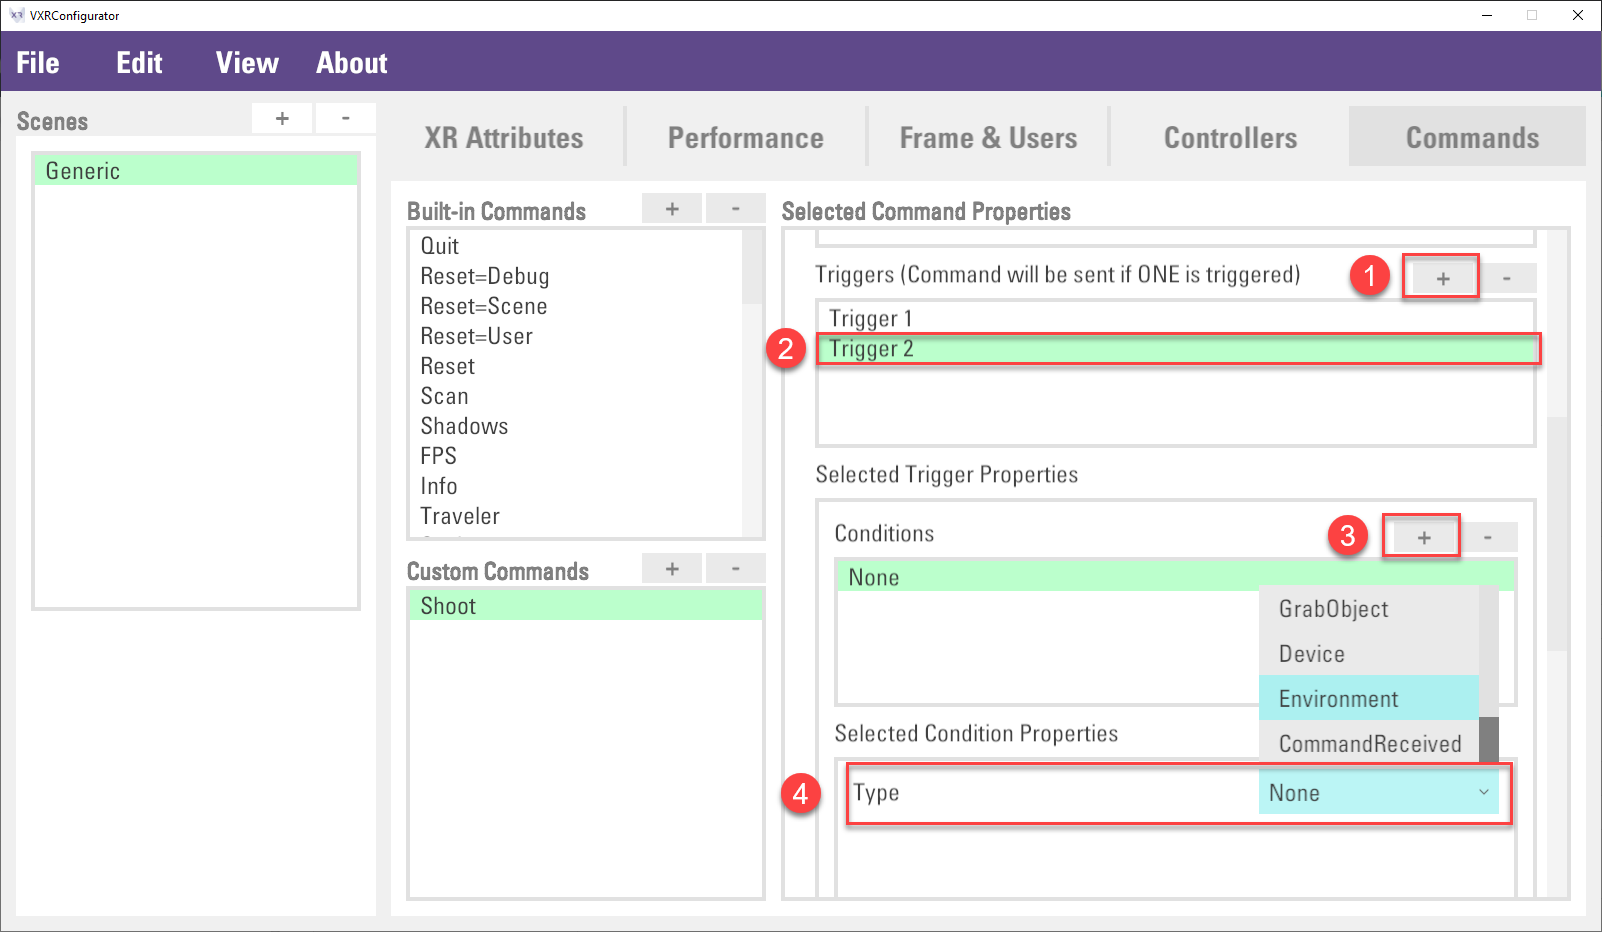 VXRConfigurator
File Edit View About
Scenes + -
Generic
XR Attributes Performance Frame & Users Controllers Commands
Built-in Commands + -
Quit
Reset=Debug
Reset=Scene
Reset=User
Reset
Scan
Shadows
FPS
Info
Traveler
Custom Commands + -
Shoot
Selected Command Properties
Triggers (Command will be sent if ONE is triggered) 1 + -
Trigger 1
2 Trigger 2
Selected Trigger Properties
Conditions 3 + -
None
GrabObject
Device
Environment
CommandReceived
Selected Condition Properties
4 Type None